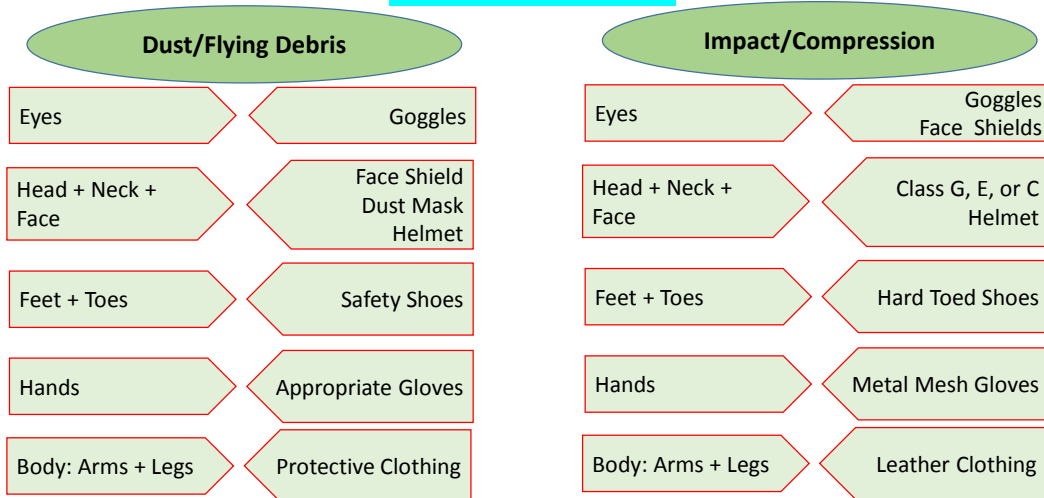 Dust/Flying Debris
Eyes
Goggles
Head + Neck +
Face
Face Shield
Dust Mask
Helmet
Feet + Toes
Safety Shoes
Hands
Appropriate Gloves
Body: Arms + Legs
Protective Clothing
Impact/Compression
Eyes
Goggles
Face  Shields
Head + Neck +
Face
Class G, E, or C
Helmet
Feet + Toes
Hard Toed Shoes
Hands
Metal Mesh Gloves
Body: Arms + Legs
Leather Clothing